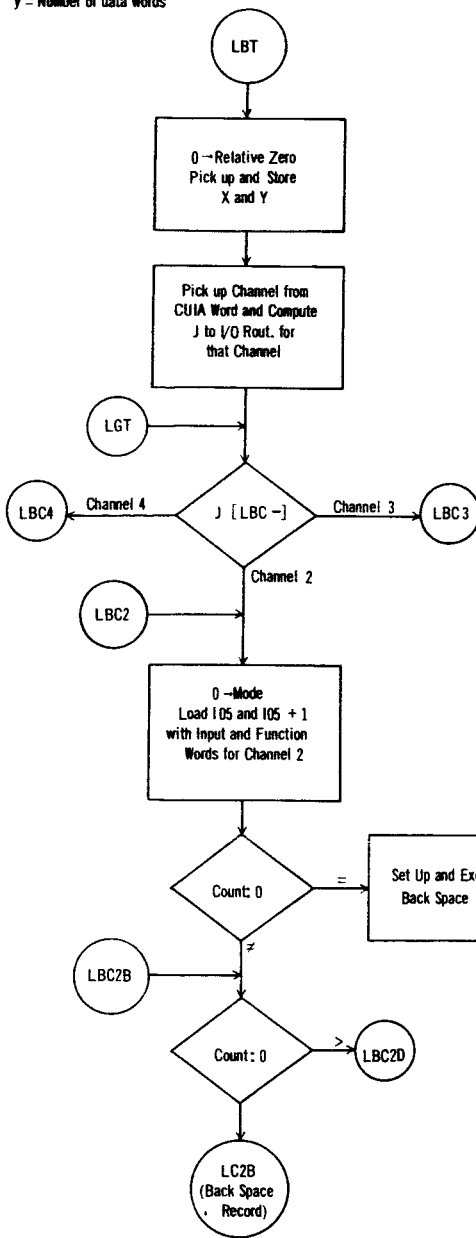 y = Number of data words
LBT
0 → Relative Zero
Pick up and Store
X and Y
Pick up Channel from
CUIA Word and Compute
J to I/O Rout. for
that Channel
LGT
LBC4
Channel 4
J [LBC -]
Channel 3
LBC3
Channel 2
LBC2
0 → Mode
Load I05 and I05 + 1
with Input and Function
Words for Channel 2
Count: 0
=
Set Up and
Back Space
≠
LBC2B
Count: 0
>
LBC2D
LC2B
(Back Space
Record)